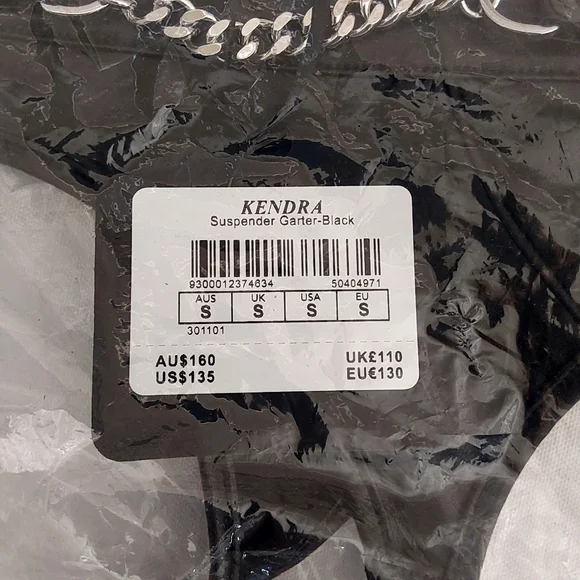 KENDRA
Suspender Garter-Black
9300012374634 50404971
AUS UK USA EU
S S S S
301101
AU$160 UK£110
US$135 EU€130